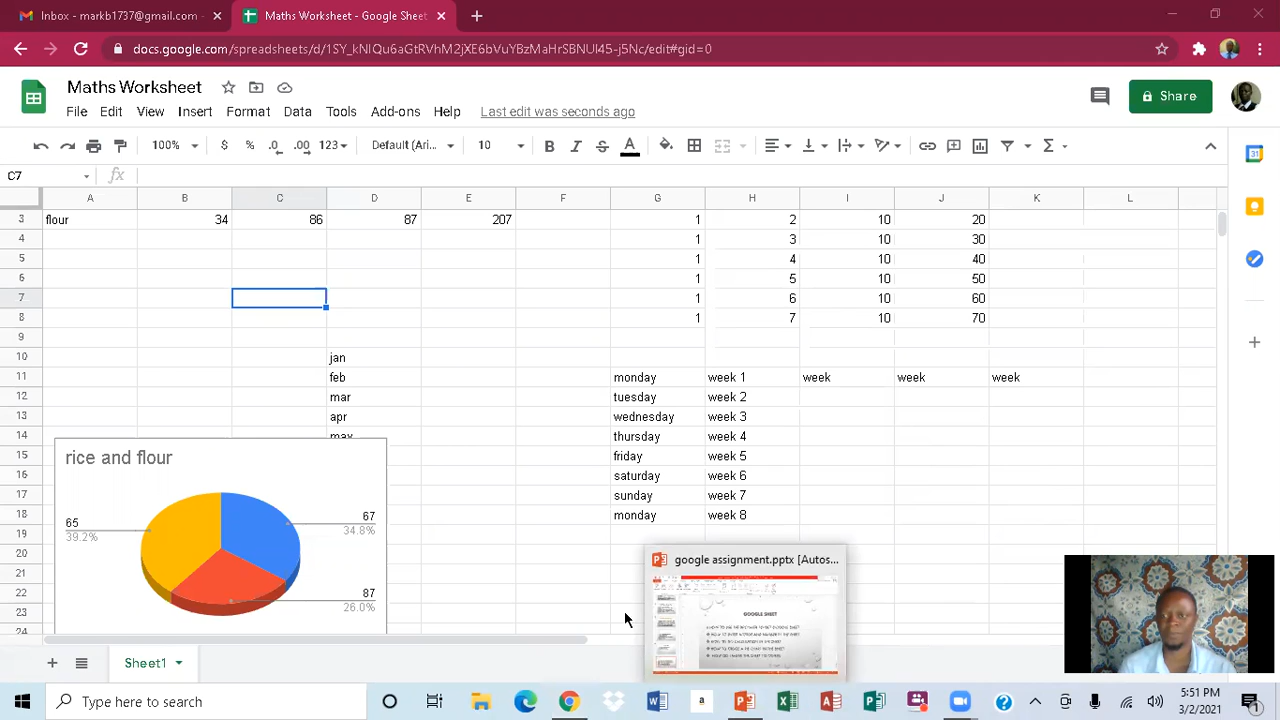 Inbox - markb1737@gmail.com
Maths Worksheet - Google Sheet
docs.google.com/spreadsheets/d/1SY_kNIQu6aGtRVhM2jXE6bVuYBzMaHrSBNUl45-j5Nc/edit#gid=0
Maths Worksheet
File Edit View Insert Format Data Tools Add-ons Help Last edit was seconds ago
Share
100% $ % .0 .00 123 Default (Ari... 10
C7 fx
A B C D E F G H I J K L
3 flour 34 86 87 207 1 2 10 20
4 1 3 10 30
5 1 4 10 40
6 1 5 10 50
7 1 6 10 60
8 1 7 10 70
9
10 jan
11 feb monday week 1 week week week
12 mar tuesday week 2
13 apr wednesday week 3
14 may thursday week 4
15 friday week 5
16 saturday week 6
17 sunday week 7
18 monday week 8
19
20
21
22
23
24
rice and flour
65
39.2%
67
34.8%
87
26.0%
google assignment.pptx [Autos...
GOOGLE SHEET
Sheet1
Type here to search
5:51 PM
3/2/2021